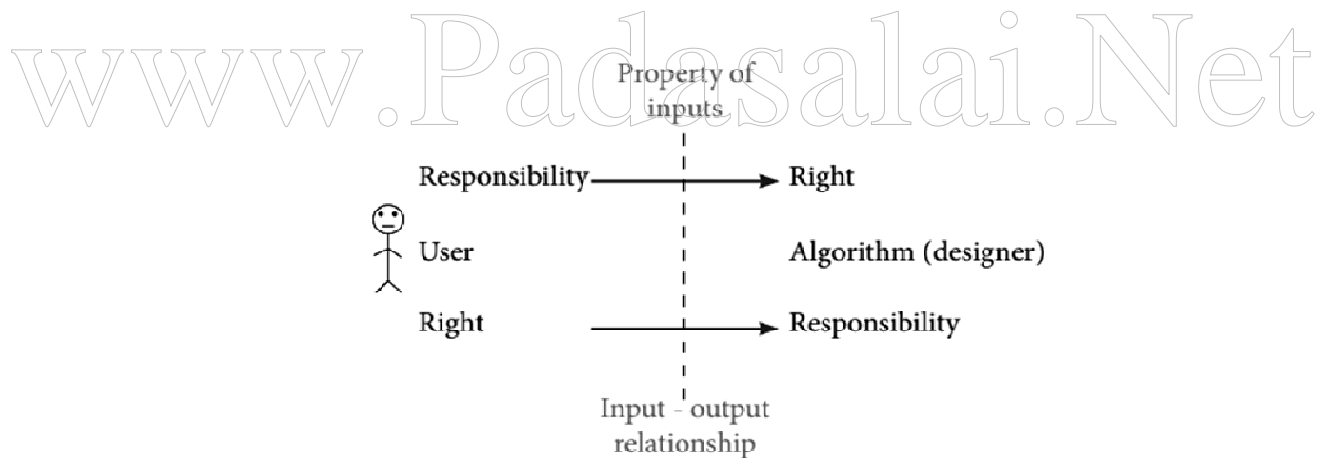 www.Padasalai.Net
Property of
inputs
Responsibility Right
User Algorithm (designer)
Right Responsibility
Input - output
relationship